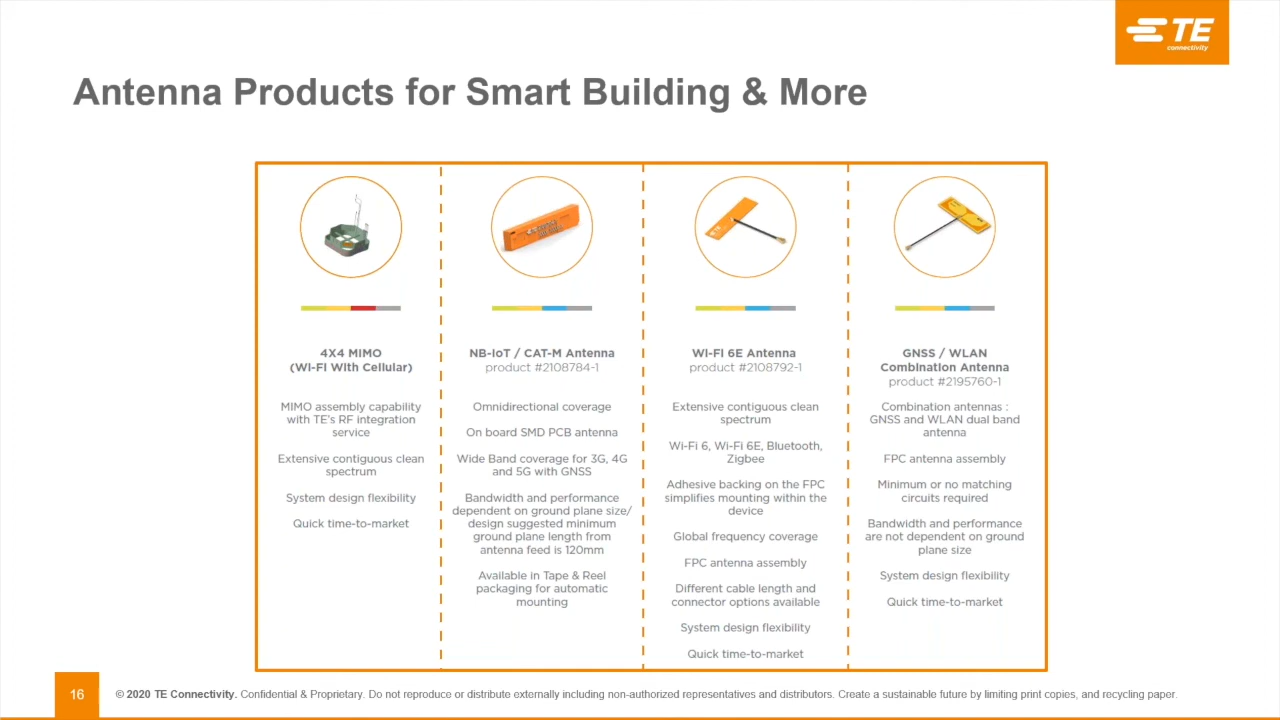 TE
connectivity
Antenna Products for Smart Building & More
4X4 MIMO
(Wi-Fi With Cellular)
MIMO assembly capability
with TE's RF integration
service
Extensive contiguous clean
spectrum
System design flexibility
Quick time-to-market
NB-IoT / CAT-M Antenna
product #2108784-1
Omnidirectional coverage
On board SMD PCB antenna
Wide Band coverage for 3G, 4G
and 5G with GNSS
Bandwidth and performance
dependent on ground plane size/
design suggested minimum
ground plane length from
antenna feed is 120mm
Available in Tape & Reel
packaging for automatic
mounting
Wi-Fi 6E Antenna
product #2108792-1
Extensive contiguous clean
spectrum
Wi-Fi 6, Wi-Fi 6E, Bluetooth,
Zigbee
Adhesive backing on the FPC
simplifies mounting within the
device
Global frequency coverage
FPC antenna assembly
Different cable length and
connector options available
System design flexibility
Quick time-to-market
GNSS / WLAN
Combination Antenna
product #2195760-1
Combination antennas :
GNSS and WLAN dual band
antenna
FPC antenna assembly
Minimum or no matching
circuits required
Bandwidth and performance
are not dependent on ground
plane size
System design flexibility
Quick time-to-market
16
© 2020 TE Connectivity. Confidential & Proprietary. Do not reproduce or distribute externally including non-authorized representatives and distributors. Create a sustainable future by limiting print copies, and recycling paper.